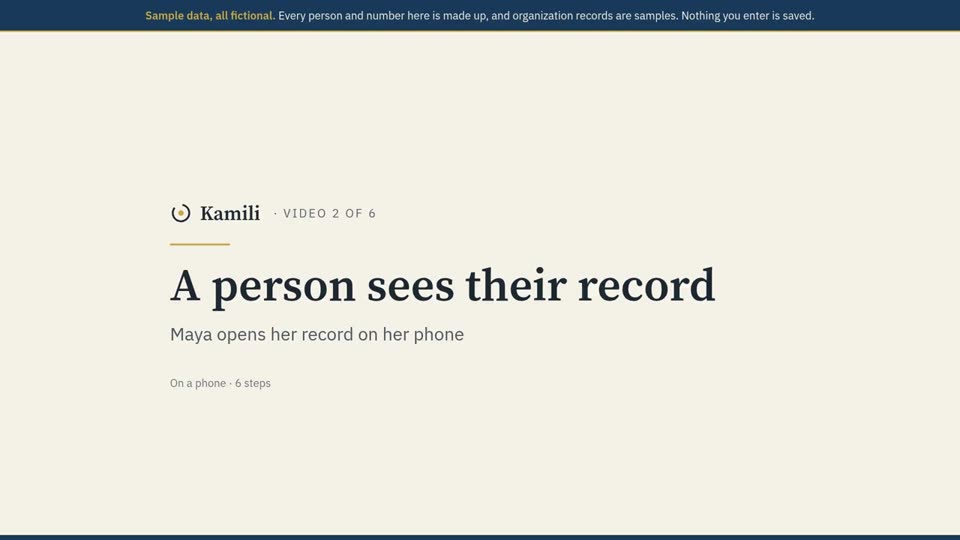 Sample data, all fictional. Every person and number here is made up, and organization records are samples. Nothing you enter is saved.
Kamili · VIDEO 2 OF 6
A person sees their record
Maya opens her record on her phone
On a phone · 6 steps